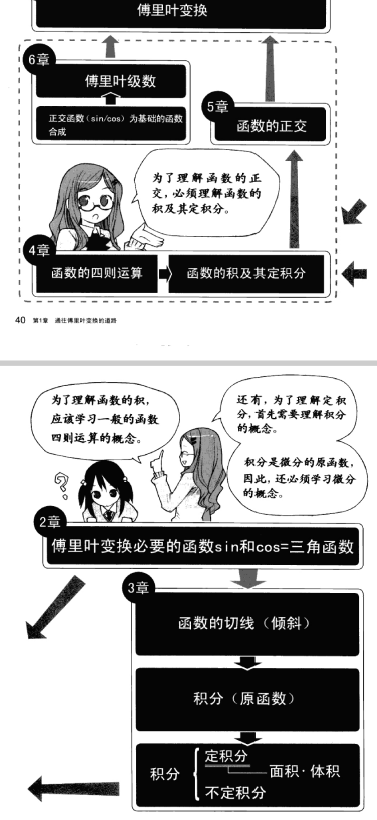 傅里叶变换
6章
傅里叶级数
正交函数（sin/cos）为基础的函数
合成
5章
函数的正交
为了理解函数的正
交，必须理解函数的
积及其定积分。
4章
函数的四则运算
函数的积及其定积分
40 第1章 通往傅里叶变换的道路
为了理解函数的积，
应该学习一般的函数
四则运算的概念。
还有，为了理解定积
分，首先需要理解积分
的概念。
积分是微分的原函数，
因此，还必须学习微分
的概念。
?
2章
傅里叶变换必要的函数sin和cos=三角函数
3章
函数的切线（倾斜）
积分（原函数）
积分
定积分
面积·体积
不定积分